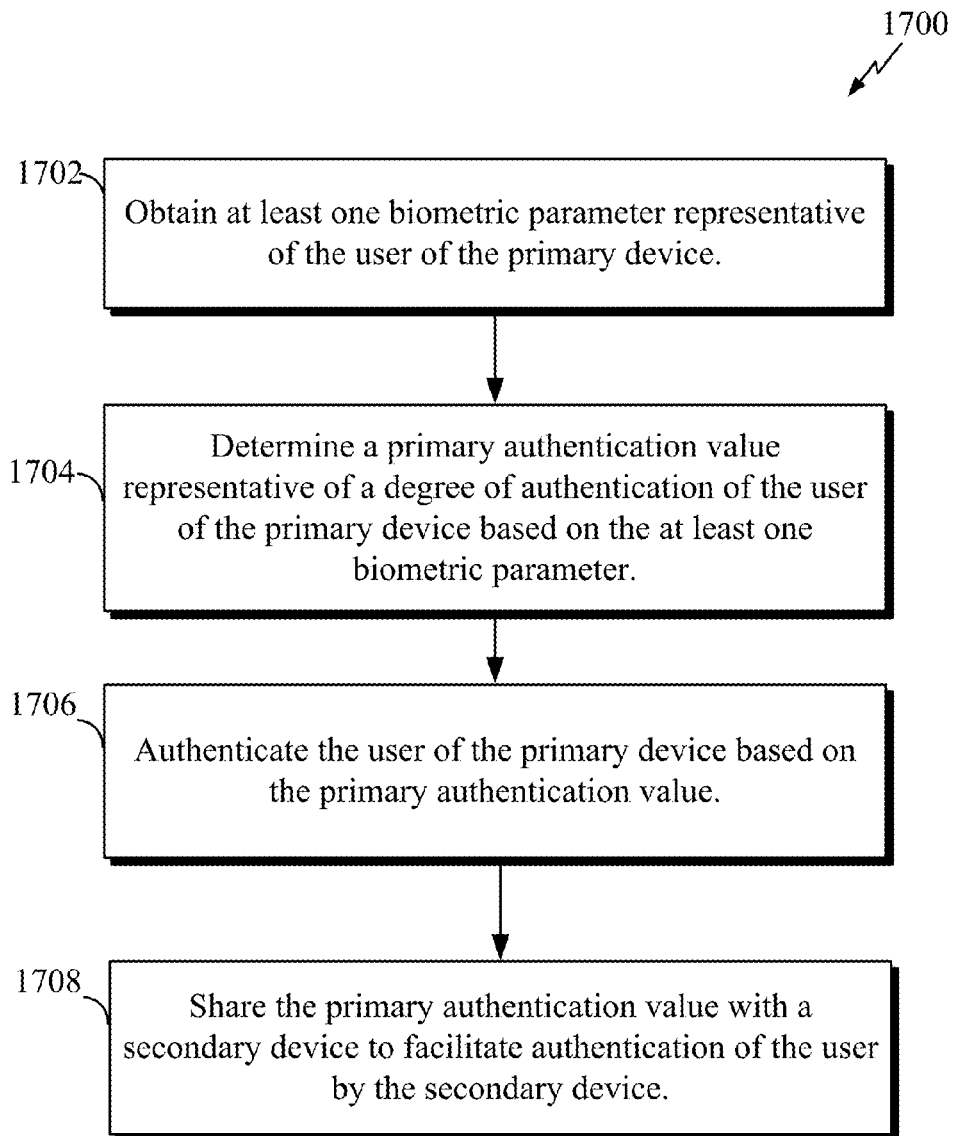 1700
1702
Obtain at least one biometric parameter representative
of the user of the primary device.
1704
Determine a primary authentication value
representative of a degree of authentication of the user
of the primary device based on the at least one
biometric parameter.
1706
Authenticate the user of the primary device based on
the primary authentication value.
1708
Share the primary authentication value with a
secondary device to facilitate authentication of the user
by the secondary device.